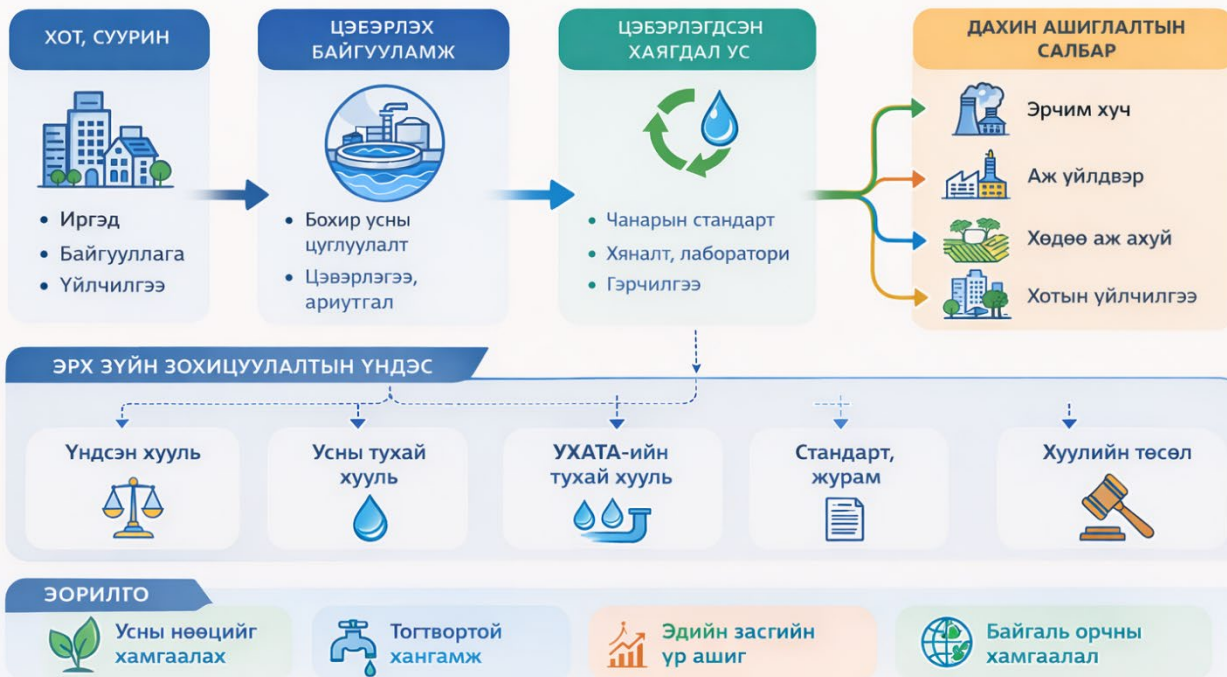 ХОТ, СУУРИН
• Иргэд
• Байгууллага
• Үйлчилгээ
ЦЭБЭРЛЭХ
БАЙГУУЛАМЖ
• Бохир усны
цуглуулалт
• Цэвэрлэгээ,
ариутгал
ЦЭБЭРЛЭГДСЭН
ХАЯГДАЛ УС
• Чанарын стандарт
• Хяналт, лаборатори
• Гэрчилгээ
ДАХИН АШИГЛАЛТЫН
САЛБАР
Эрчим хүч
Аж үйлдвэр
Хөдөө аж ахуй
Хотын үйлчилгээ
ЭРХ ЗҮЙН ЗОХИЦУУЛАЛТЫН ҮНДЭС
Үндсэн хууль
Усны тухай
хууль
УХАТА-ийн
тухай хууль
Стандарт,
журам
Хуулийн төсөл
ЭОРИЛГО
Усны нөөцийг
хамгаалах
Тогтвортой
хангамж
Эдийн засгийн
үр ашиг
Байгаль орчны
хамгаалал